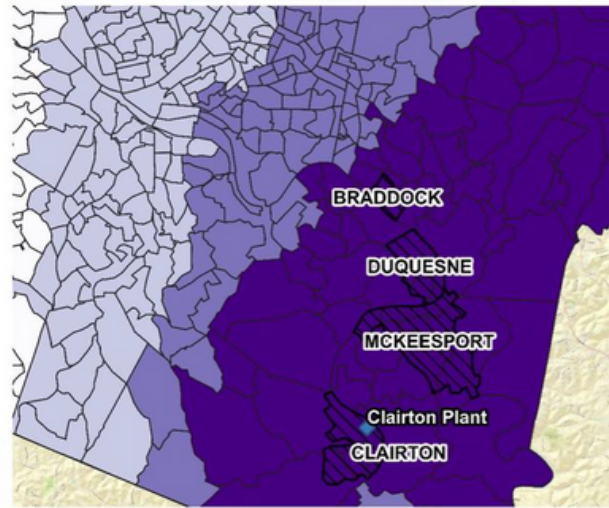 BRADDOCK
DUQUESNE
MCKEESPORT
Clairton Plant
CLAIRTON